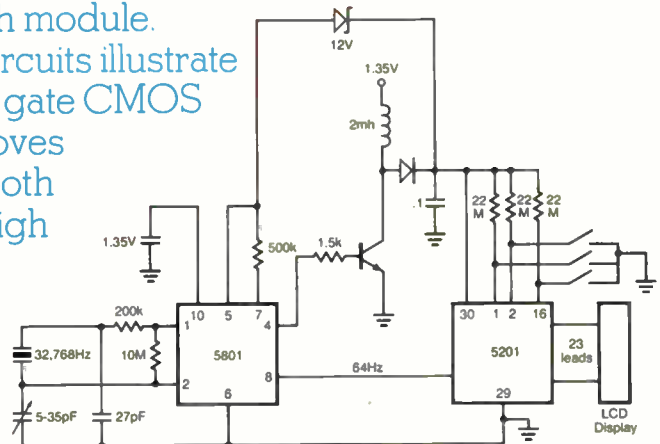 n module.
rcuits illustrate
gate CMOS
oves
oth
igh
12V
1.35V
2mh
.1
22 M
22 M
22 M
1.35V
500k
1.5k
10
5
7
4
30
1
2
16
200k
1
32,768Hz
10M
5801
8
64Hz
5201
23 leads
2
6
29
5-35pF
27pF
LCD
Display